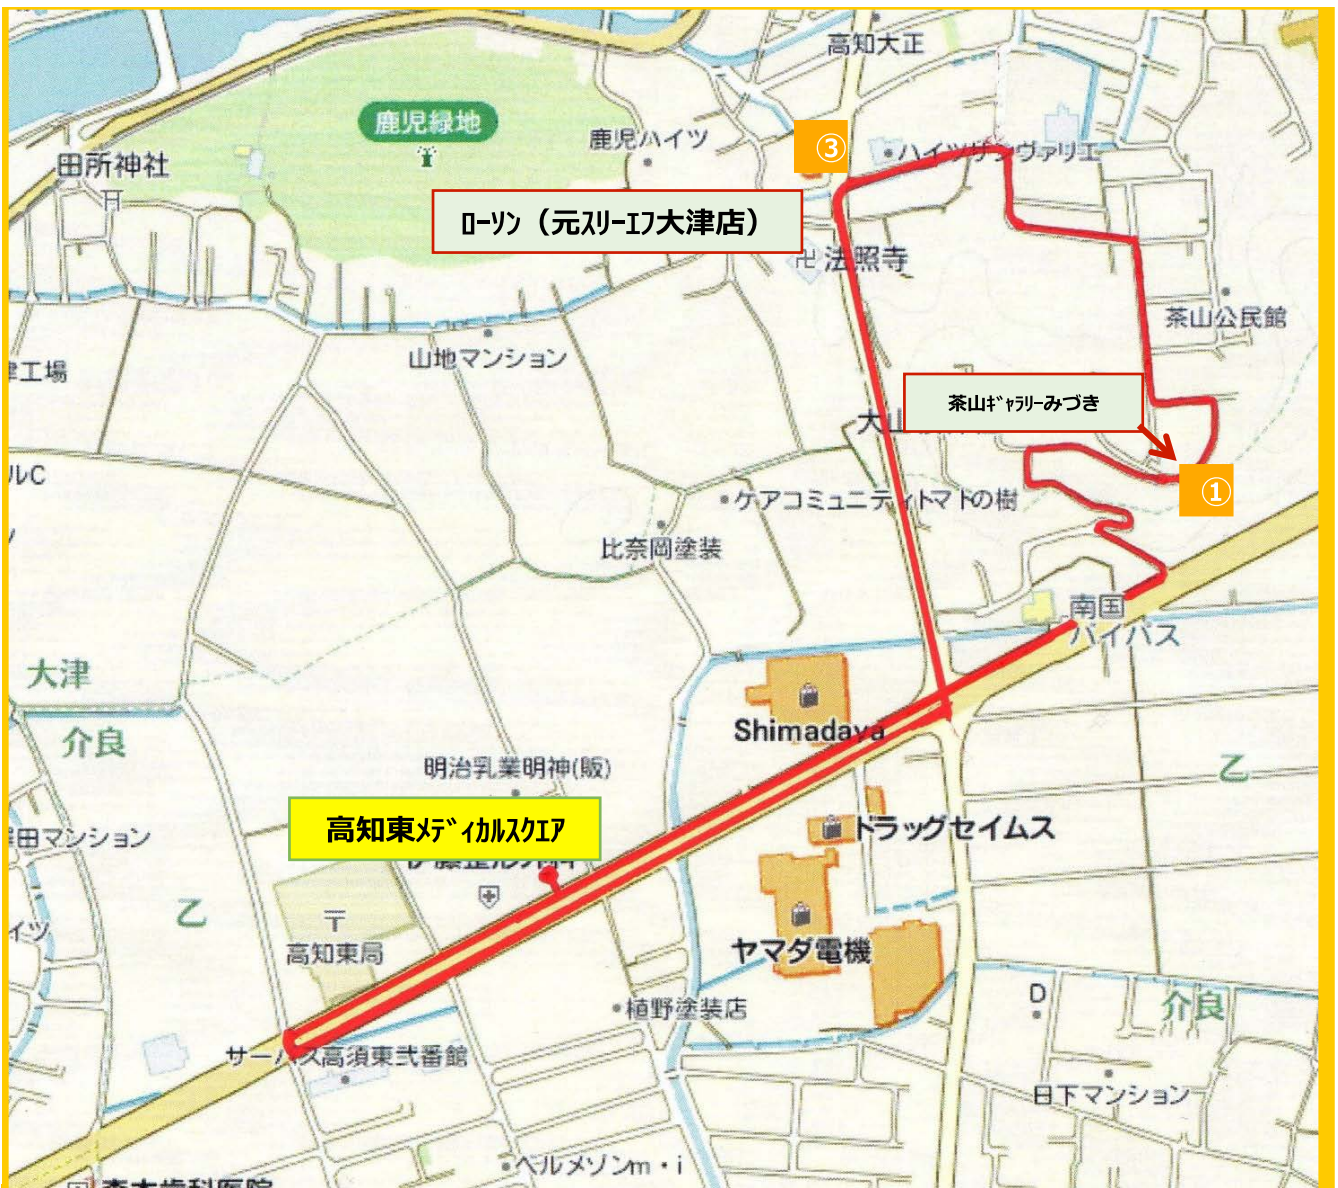 高知大正
鹿児緑地
鹿児ハイツ
③
ハイツサンヴァリエ
田所神社
ﾛｰｿﾝ（元ｽﾘｰｴﾌ大津店）
卍法照寺
茶山公民館
山地マンション
工場
茶山ｷﾞｬﾗﾘｰみづき
大山
ルC
①
ケアコミュニティトマトの樹
比奈岡塗装
南国
バイパス
大津
介良
Shimadaya
明治乳業明神(販)
乙
高知東ﾒﾃﾞｨｶﾙｽｸｴｱ
田マンション
ドラッグセイムス
乙
イツ
〒
高知東局
ヤマダ電機
植野塗装店
D
介良
サーパス高須東弐番館
日下マンション
ベルメゾンm・i